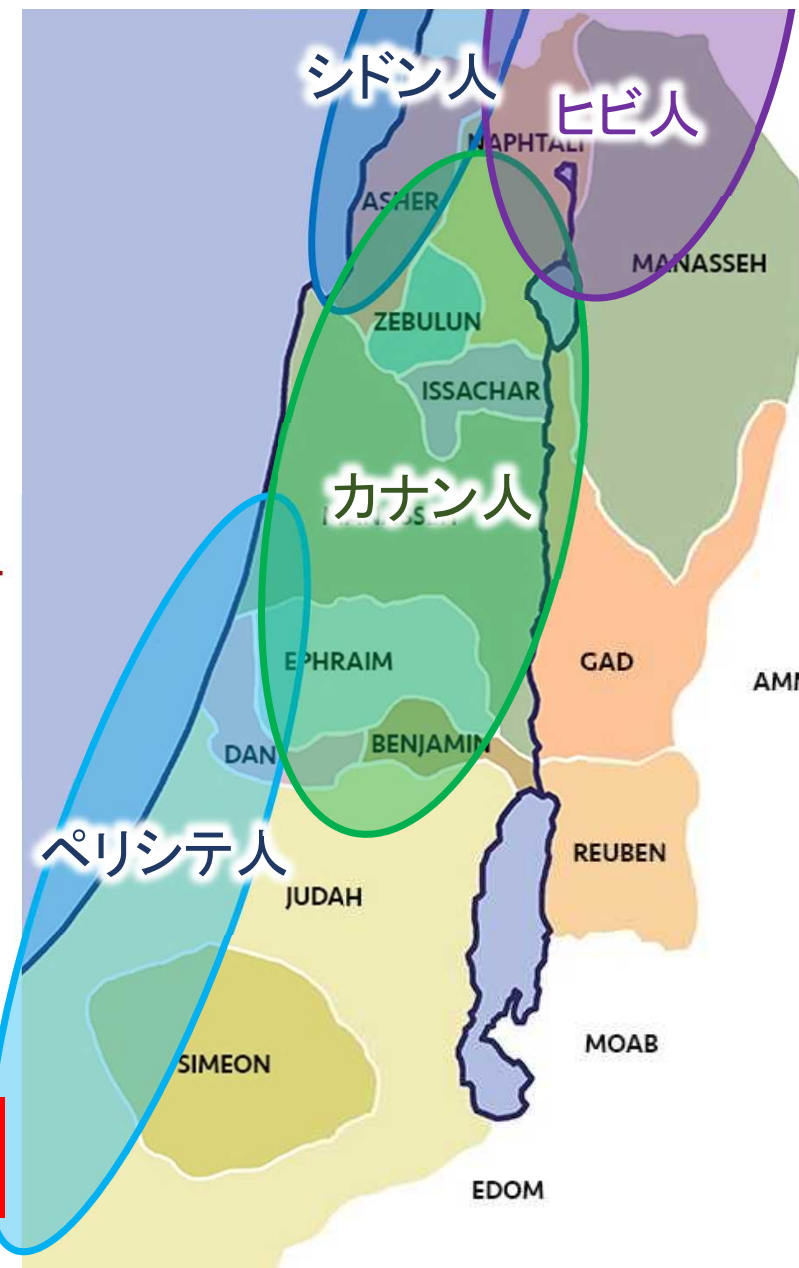 シドン人
ヒビ人
NAPHTALI
ASHER
MANASSEH
ZEBULUN
ISSACHAR
カナン人
MANASSEH
EPHRAIM
GAD
AMM
DAN
BENJAMIN
ペリシテ人
REUBEN
JUDAH
MOAB
SIMEON
EDOM